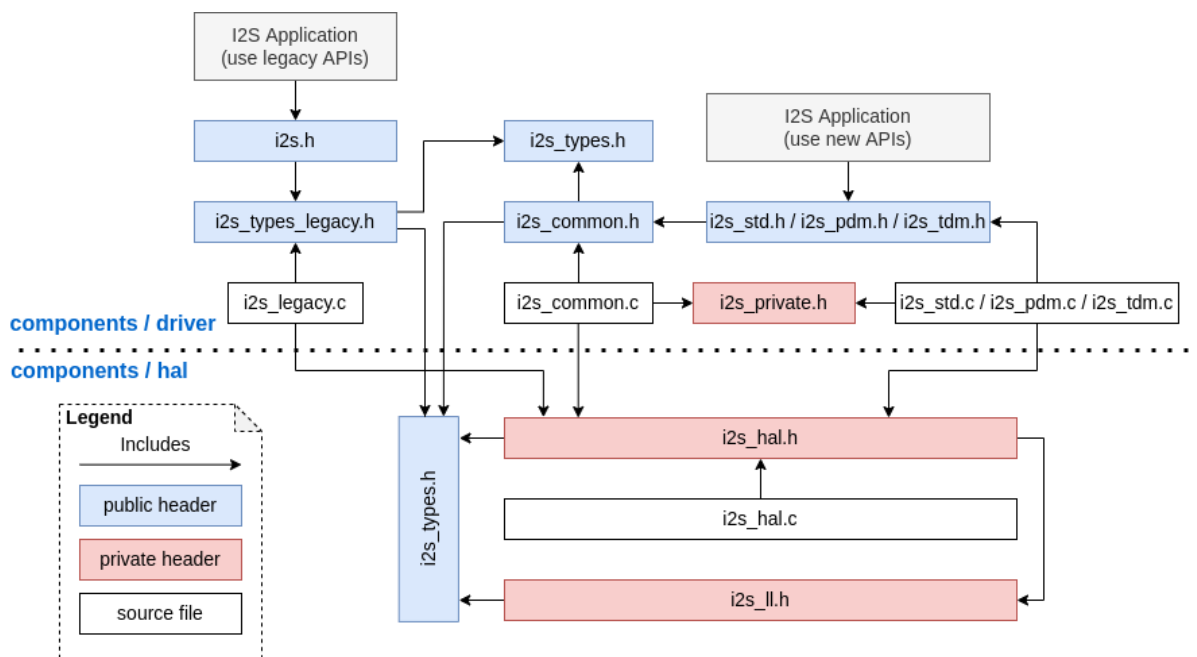 I2S Application
(use legacy APIs)
i2s.h
i2s_types.h
I2S Application
(use new APIs)
i2s_types_legacy.h
i2s_common.h
i2s_std.h / i2s_pdm.h / i2s_tdm.h
i2s_legacy.c
i2s_common.c
i2s_private.h
i2s_std.c / i2s_pdm.c / i2s_tdm.c
components / driver
components / hal
Legend
Includes
public header
private header
source file
i2s_types.h
i2s_hal.h
i2s_hal.c
i2s_ll.h